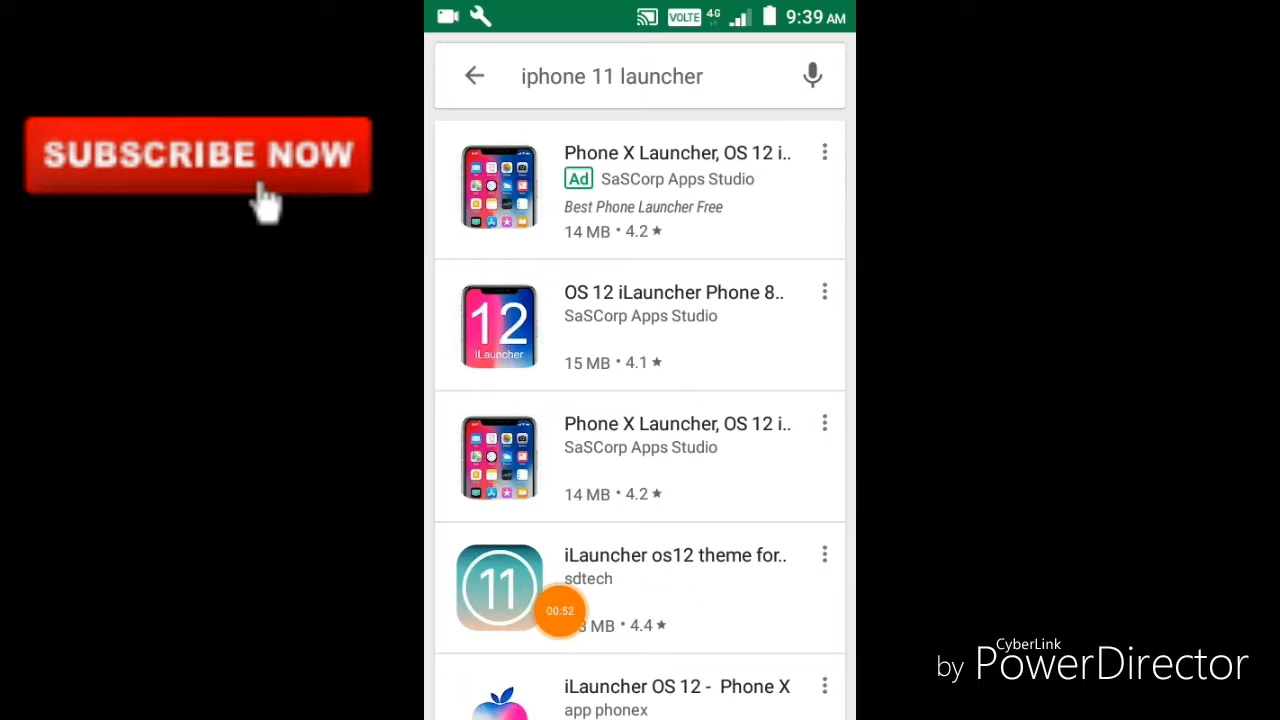 VOLTE 4G 9:39 AM
iphone 11 launcher
SUBSCRIBE NOW
Phone X Launcher, OS 12 i..
Ad SaSCorp Apps Studio
Best Phone Launcher Free
14 MB • 4.2 ★
12
iLauncher
OS 12 iLauncher Phone 8..
SaSCorp Apps Studio
15 MB • 4.1 ★
Phone X Launcher, OS 12 i..
SaSCorp Apps Studio
14 MB • 4.2 ★
11
iLauncher os12 theme for..
sdtech
00:52
MB • 4.4 ★
iLauncher OS 12 - Phone X
app phonex
CyberLink
by PowerDirector